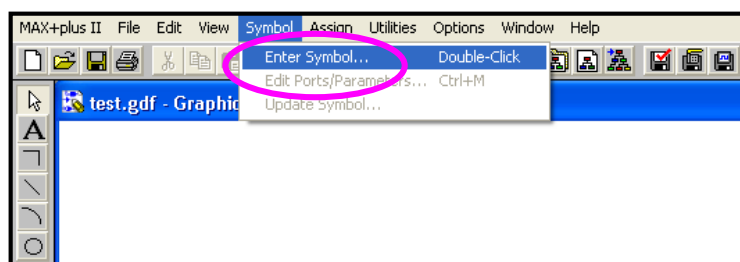 MAX+plus II File Edit View Symbol Assign Utilities Options Window Help
Enter Symbol... Double-Click
Edit Ports/Parameters... Ctrl+M
Update Symbol...
test.gdf - Graphic
A